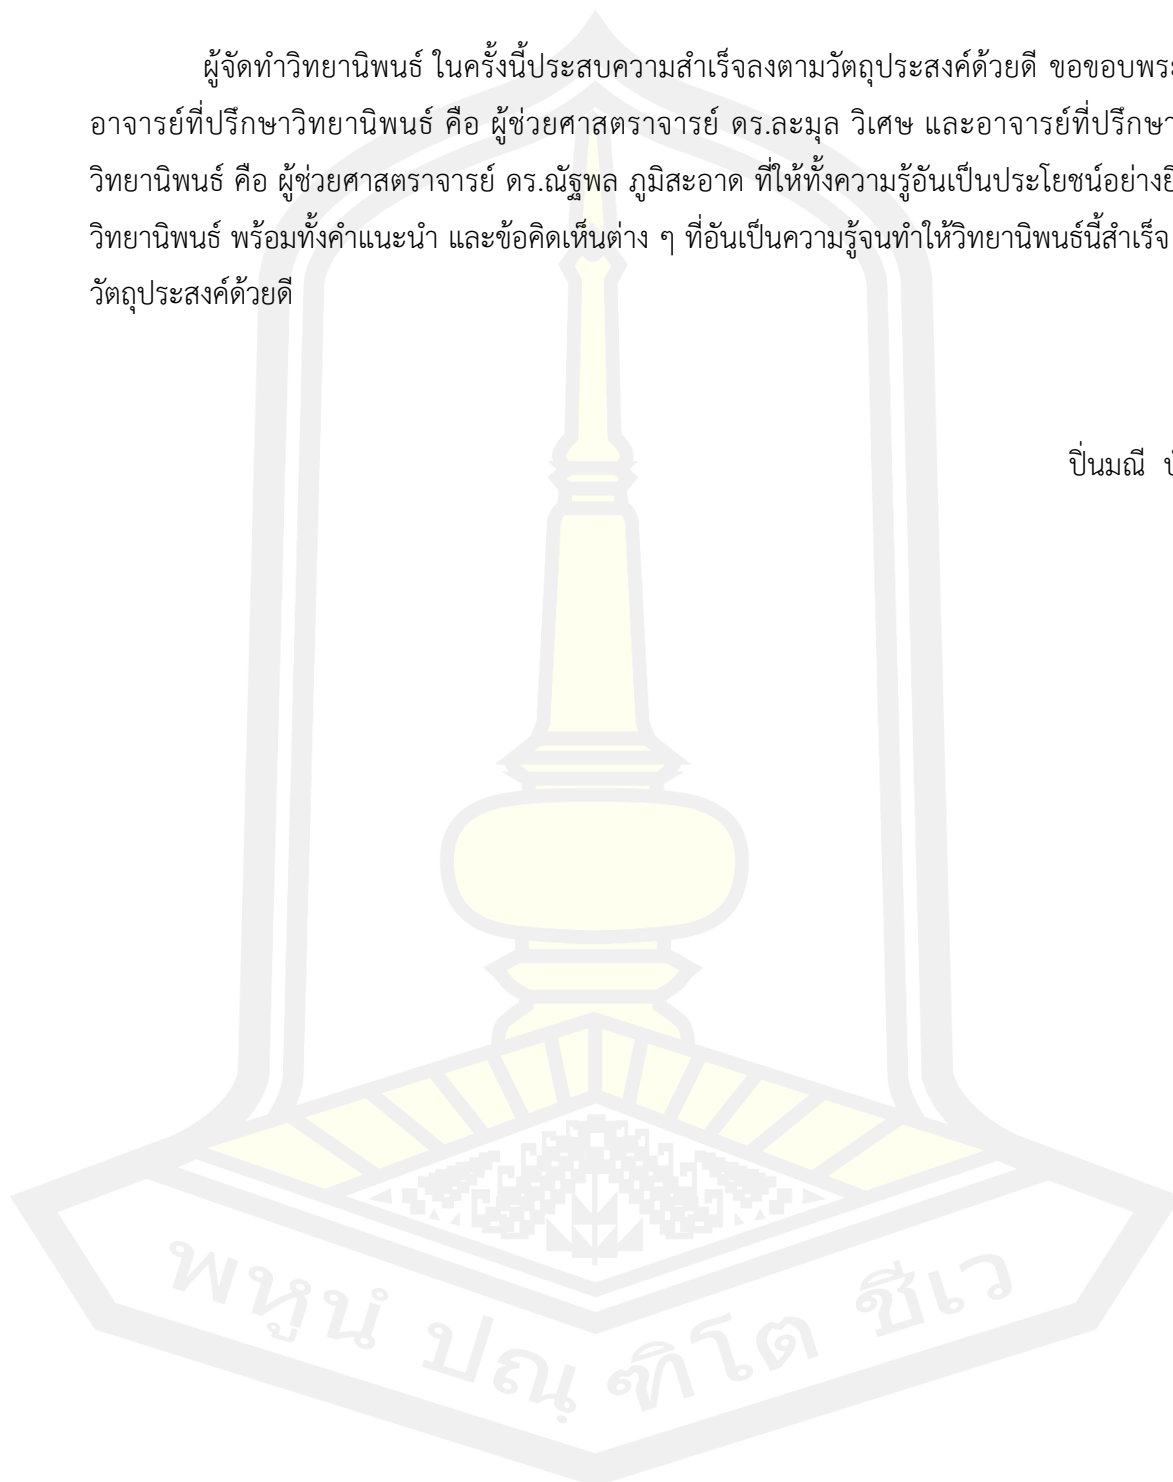 ผู้จัดทำวิทยานิพนธ์ ในครั้งนี้ประสบความสำเร็จลงตามวัตถุประสงค์ด้วยดี ขอขอบพระ
อาจารย์ที่ปรึกษาวิทยานิพนธ์ คือ ผู้ช่วยศาสตราจารย์ ดร.ละมุล วิเศษ และอาจารย์ที่ปรึกษา
วิทยานิพนธ์ คือ ผู้ช่วยศาสตราจารย์ ดร.ณัฐพล ภูมิสะอาด ที่ให้ทั้งความรู้อันเป็นประโยชน์อย่าง
วิทยานิพนธ์ พร้อมทั้งคำแนะนำ และข้อคิดเห็นต่าง ๆ ที่อันเป็นความรู้จนทำให้วิทยานิพนธ์นี้สำเร็จ
วัตถุประสงค์ด้วยดี
ปิ่นมณี
พหูนํ ปณฺฑิโต ชีเว